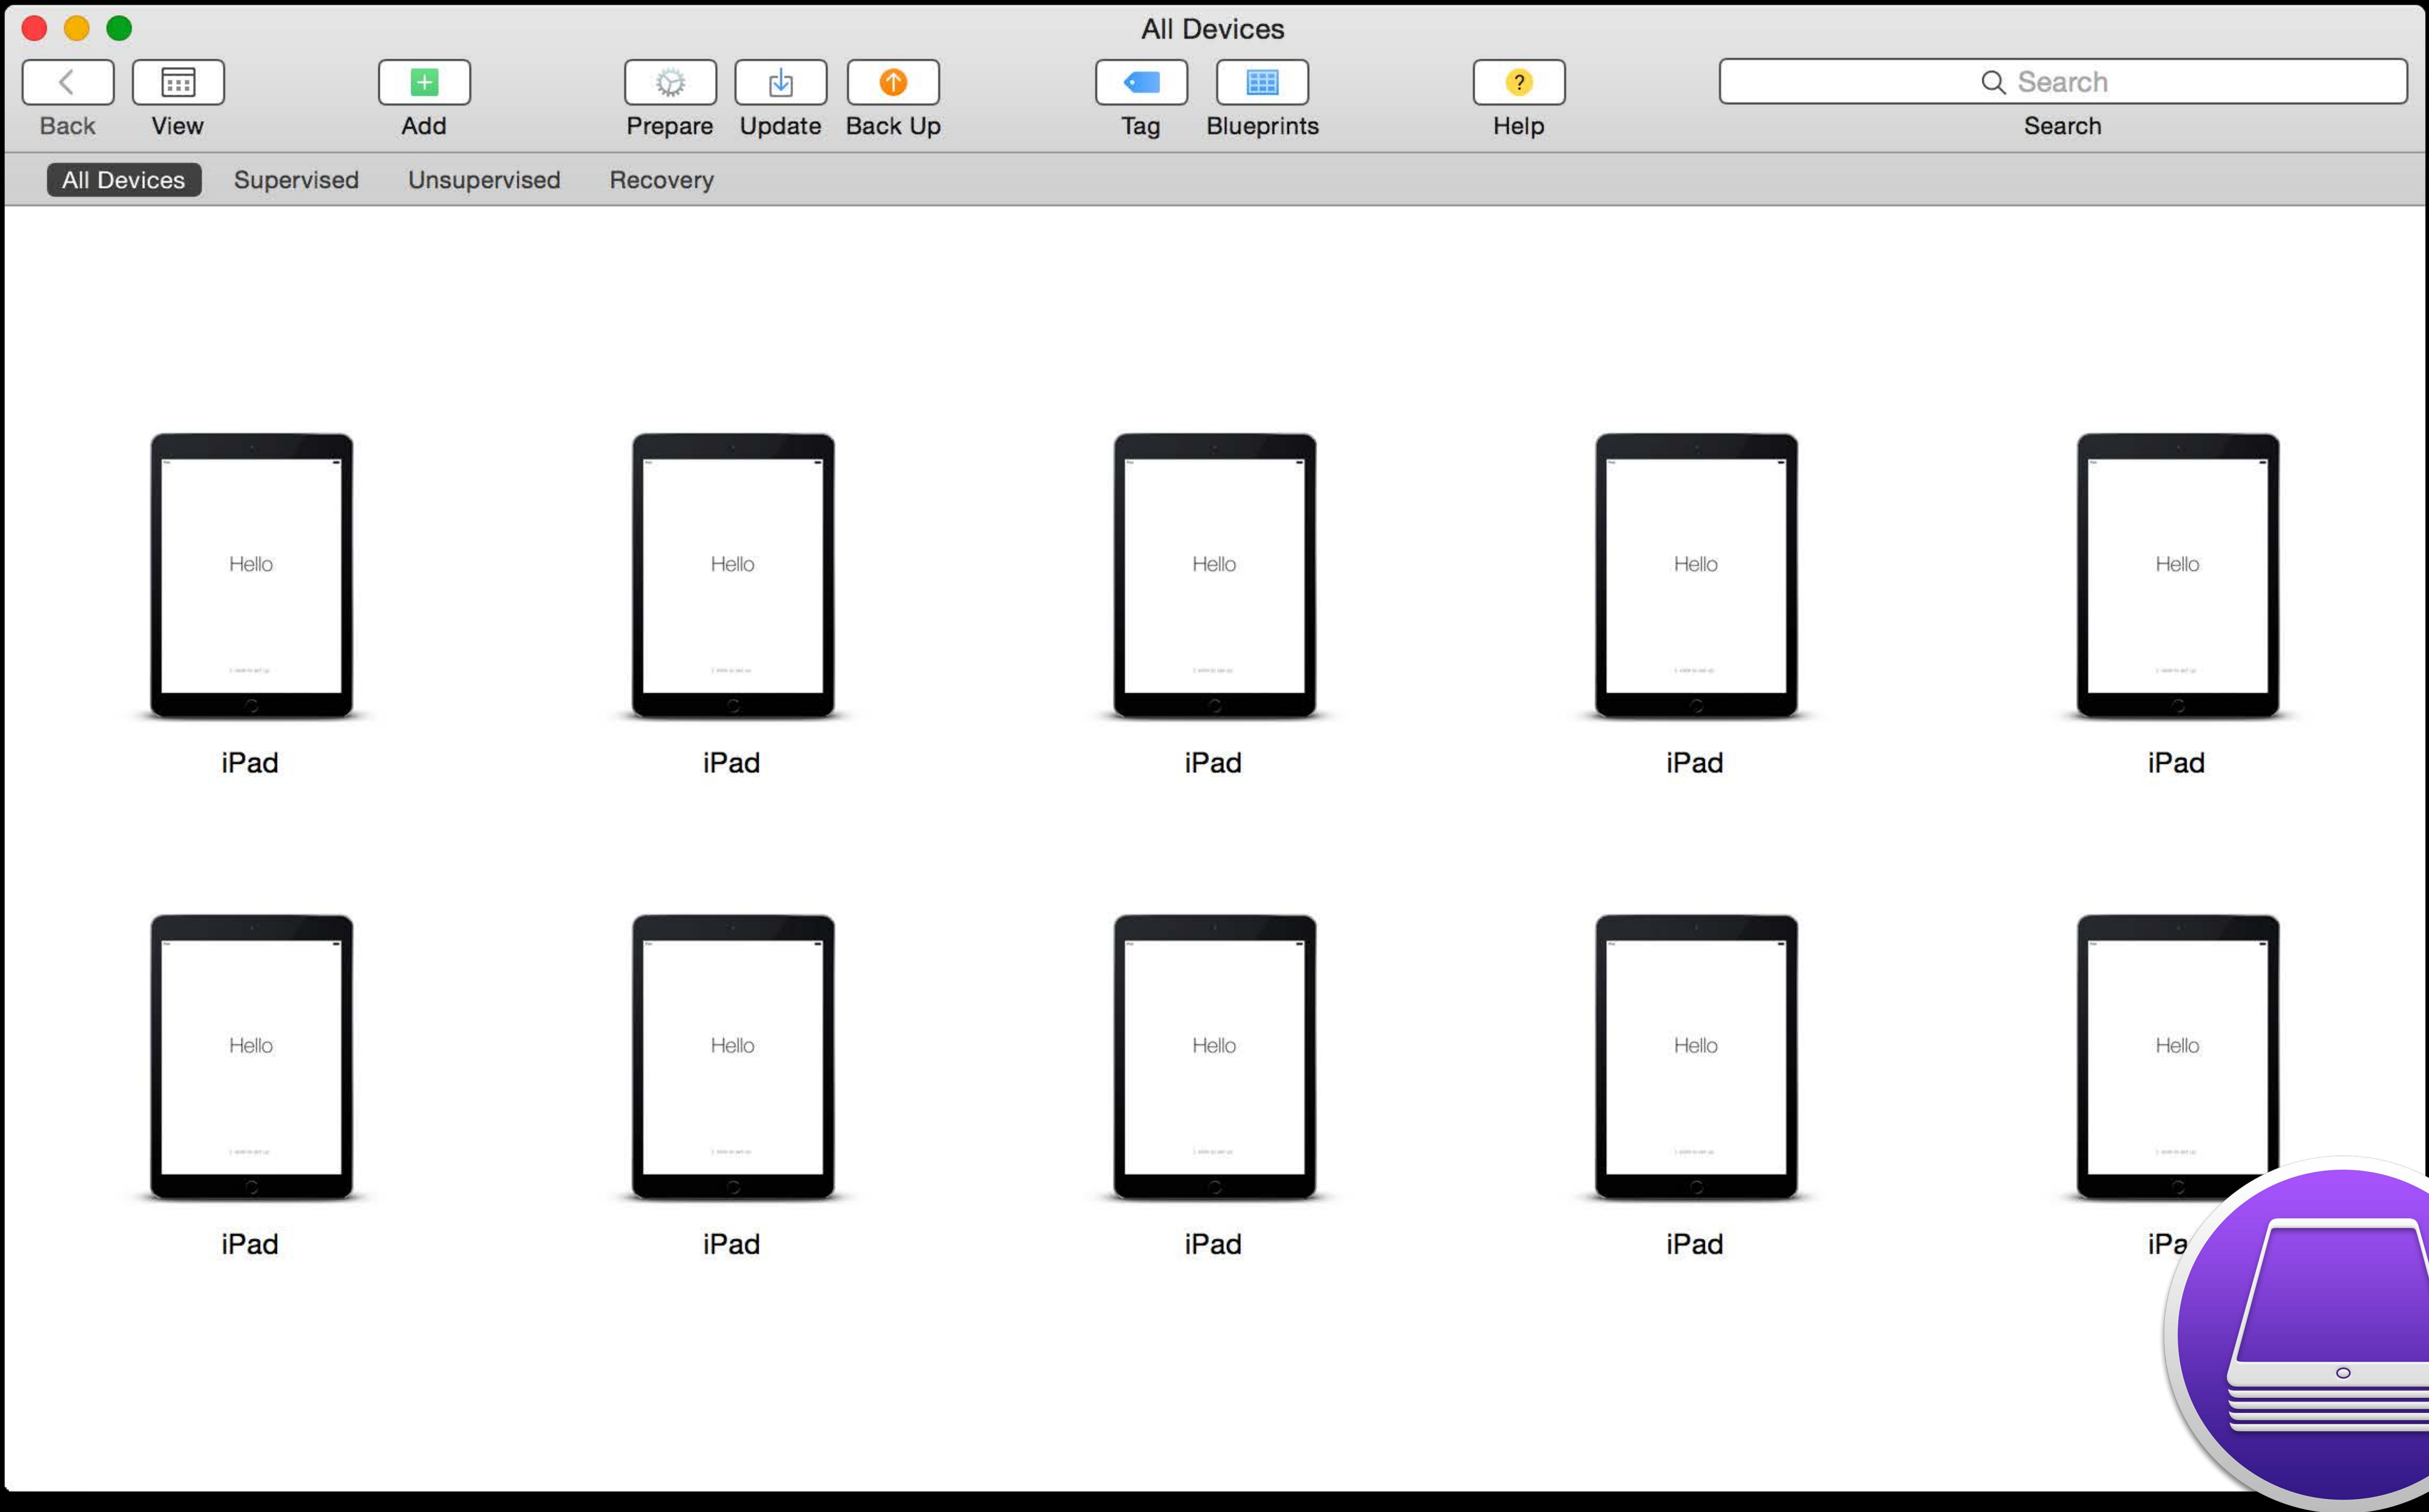 All Devices
Search
Back View Add Prepare Update Back Up Tag Blueprints Help Search
All Devices Supervised Unsupervised Recovery
Hello Hello Hello Hello Hello
iPad iPad iPad iPad iPad
Hello Hello Hello Hello Hello
iPad iPad iPad iPad iPa